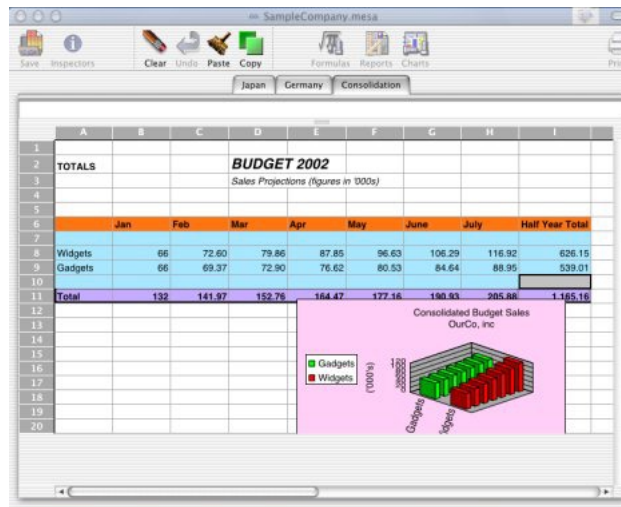 SampleCompany.mesa
Save Inspectors Clear Undo Paste Copy Formulas Reports Charts
Japan Germany Consolidation
A B C D E F G H I
1
2 TOTALS BUDGET 2002
3 Sales Projections (figures in '000s)
4
5
6 Jan Feb Mar Apr May June July Half Year Total
7
8 Widgets 66 72.60 79.86 87.85 96.63 106.29 116.92 626.15
9 Gadgets 66 69.37 72.90 76.62 80.53 84.64 88.95 539.01
10
11 Total 132 141.97 152.76 164.47 177.16 190.93 205.88 1,165.16
12
13
14
15
16
17
18
19
20
Consolidated Budget Sales
OurCo, inc
Gadgets
Widgets
('000's)
120
Gadgets